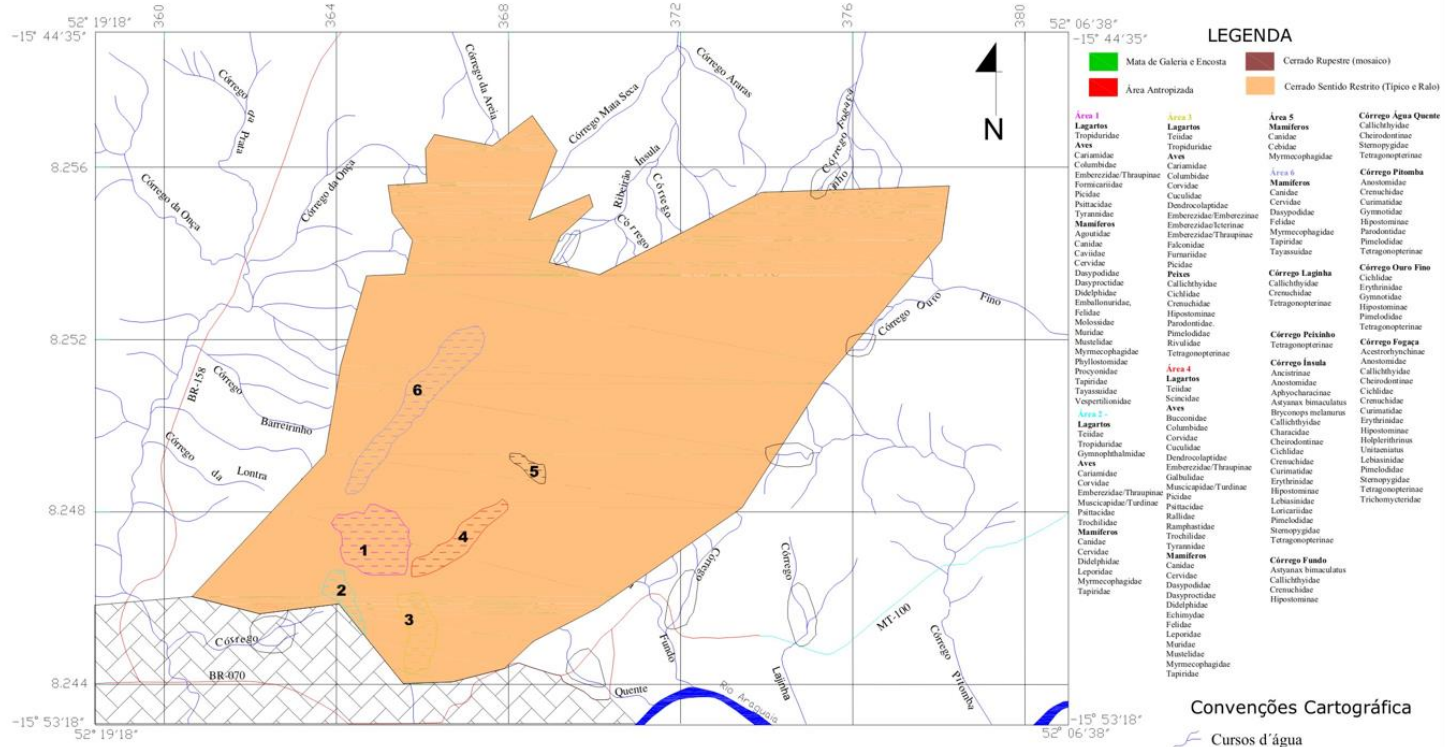 360
364
368
372
376
380
52° 19'18"
52° 06'38"
-15° 44'35"
-15° 44'35"
8.256
8.252
8.248
8.244
-15° 53'18"
-15° 53'18"
52° 19'18"
52° 06'38"
Córrego da Prata
Córrego da Onça
Córrego da Onça
Córrego da Areia
Córrego Mata Seca
Córrego Araras
Ribeirão Ínsula
Córrego
Córrego
Córrego Fogaça
N
BR-158
Córrego
Barreirinho
Córrego da Lontra
Córrego Ouro Fino
6
5
4
1
2
3
Córrego
BR-070
Córrego
Fundo
Quente
Córrego
Lajinha
MT-100
Córrego Pitomba
Rio Araguaia
LEGENDA
Mata de Galeria e Encosta
Cerrado Rupestre (mosaico)
Área Antropizada
Cerrado Sentido Restrito (Típico e Ralo)
Área 1
Lagartos
Tropiduridae
Aves
Cariamidae
Columbidae
Emberezidae/Thraupinae
Formicariidae
Picidae
Psittacidae
Tyrannidae
Mamíferos
Agoutidae
Canidae
Caviidae
Cervidae
Dasypodidae
Dasyproctidae
Didelphidae
Emballonuridae,
Felidae
Molossidae
Muridae
Mustelidae
Myrmecophagidae
Phyllostomidae
Procyonidae
Tapiridae
Tayassuidae
Vespertilionidae
Área 2 -
Lagartos
Teiidae
Tropiduridae
Gymnophthalmidae
Aves
Cariamidae
Corvidae
Emberezidae/Thraupinae
Muscicapidae/Turdinae
Psittacidae
Trochilidae
Mamíferos
Canidae
Cervidae
Didelphidae
Leporidae
Myrmecophagidae
Tapiridae
Área 3
Lagartos
Teiidae
Tropiduridae
Aves
Cariamidae
Columbidae
Corvidae
Cuculidae
Dendrocolaptidae
Emberezidae/Emberezinae
Emberezidae/Icterinae
Emberezidae/Thraupinae
Falconidae
Furnariidae
Picidae
Peixes
Callichthyidae
Cichlidae
Crenuchidae
Hipostominae
Parodontidae.
Pimelodidae
Rivulidae
Tetragonopterinae
Área 4
Lagartos
Teiidae
Scincidae
Aves
Bucconidae
Columbidae
Corvidae
Cuculidae
Dendrocolaptidae
Emberezidae/Thraupinae
Galbulidae
Muscicapidae/Turdinae
Picidae
Psittacidae
Rallidae
Ramphastidae
Trochilidae
Tyrannidae
Mamíferos
Canidae
Cervidae
Dasypodidae
Dasyproctidae
Didelphidae
Echimydae
Felidae
Leporidae
Muridae
Mustelidae
Myrmecophagidae
Tapiridae
Área 5
Mamíferos
Canidae
Cebidae
Myrmecophagidae
Área 6
Mamíferos
Canidae
Cervidae
Dasypodidae
Felidae
Myrmecophagidae
Tapiridae
Tayassuidae
Córrego Laginha
Callichthyidae
Crenuchidae
Tetragonopterinae
Córrego Peixinho
Tetragonopterinae
Córrego Ínsula
Ancistrinae
Anostomidae
Aphyocharacinae
Astyanax bimaculatus
Bryconops melanurus
Callichthyidae
Characidae
Cheirodontinae
Cichlidae
Crenuchidae
Curimatidae
Erythrinidae
Hipostominae
Lebiasinidae
Loricariidae
Pimelodidae
Sternopygidae
Tetragonopterinae
Córrego Fundo
Astyanax bimaculatus
Callichthyidae
Crenuchidae
Hipostominae
Córrego Água Quente
Callichthyidae
Cheirodontinae
Sternopygidae
Tetragonopterinae
Córrego Pitomba
Anostomidae
Crenuchidae
Curimatidae
Gymnotidae
Hipostominae
Parodontidae
Pimelodidae
Tetragonopterinae
Córrego Ouro Fino
Cichlidae
Erythrinidae
Gymnotidae
Hipostominae
Pimelodidae
Tetragonopterinae
Córrego Fogaça
Acestrorhynchinae
Anostomidae
Callichthyidae
Cheirodontinae
Cichlidae
Crenuchidae
Curimatidae
Erythrinidae
Hipostominae
Holplerithrinus
Unitaeniatus
Lebiasinidae
Pimelodidae
Sternopygidae
Tetragonopterinae
Trichomycteridae
Convenções Cartográfica
Cursos d´água